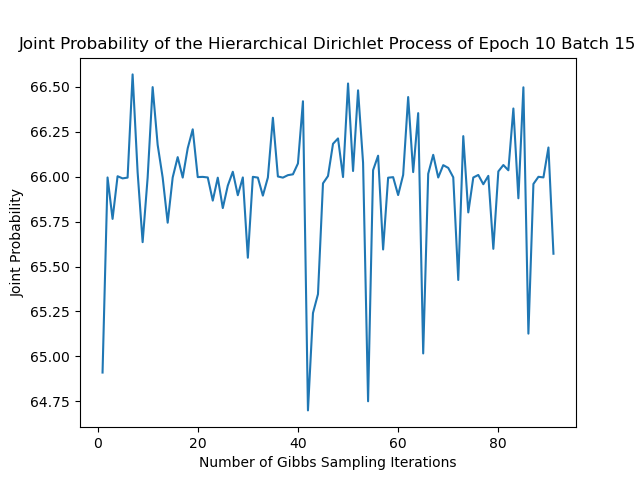 Joint Probability of the Hierarchical Dirichlet Process of Epoch 10 Batch 15
66.50
66.25
66.00
65.75
65.50
65.25
65.00
64.75
Joint Probability
0 20 40 60 80
Number of Gibbs Sampling Iterations